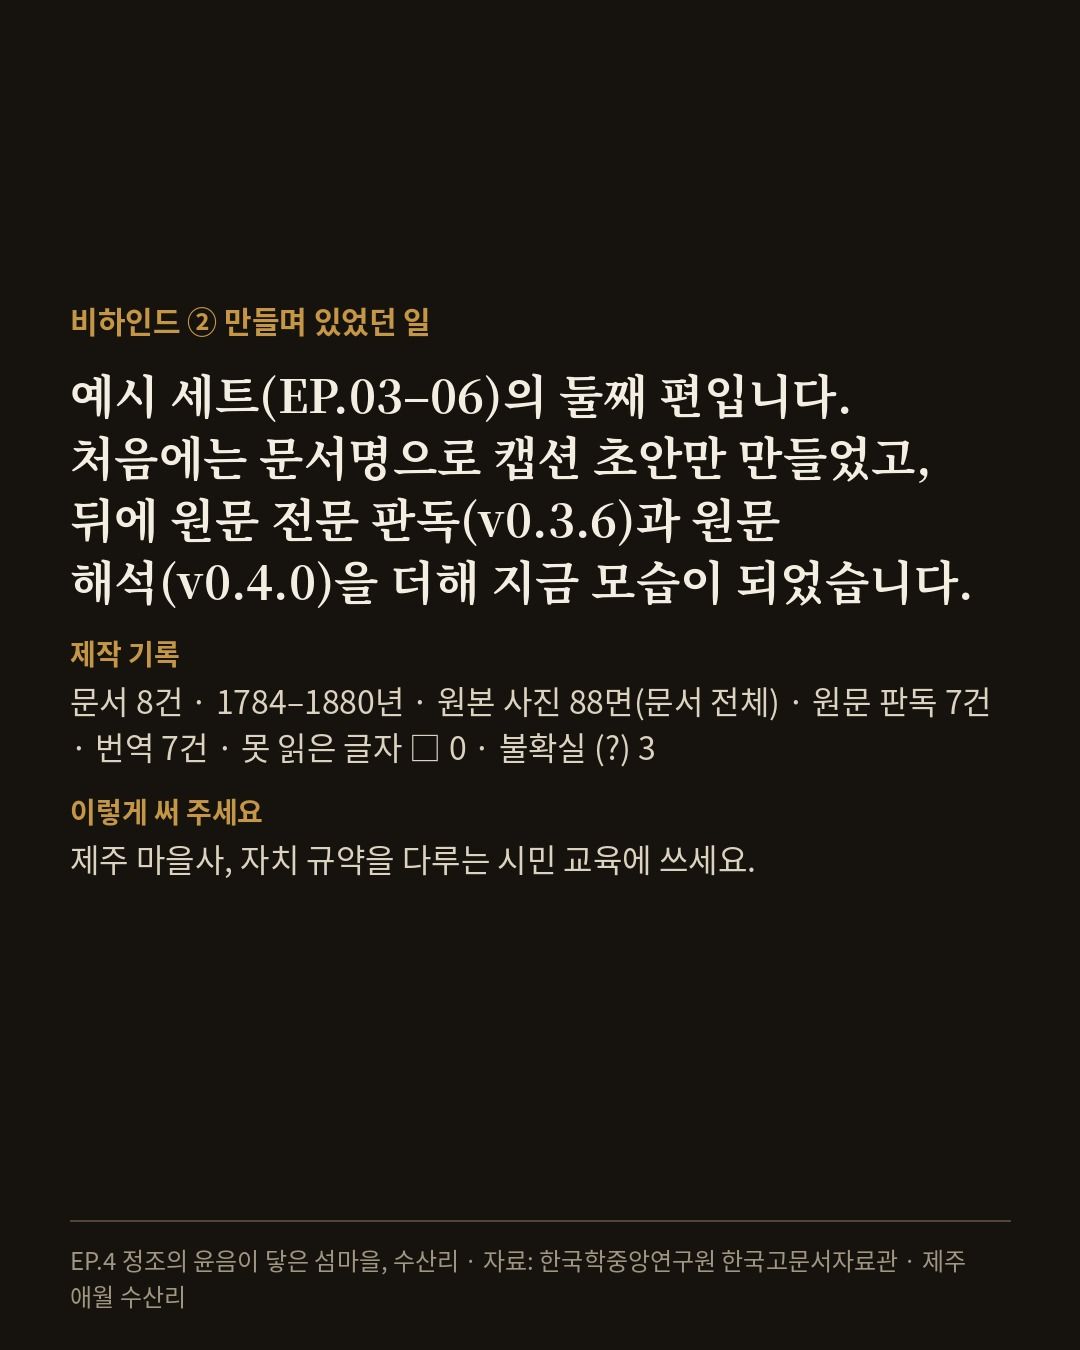 비하인드 ② 만들며 있었던 일
예시 세트(EP.03–06)의 둘째 편입니다.
처음에는 문서명으로 캡션 초안만 만들었고,
뒤에 원문 전문 판독(v0.3.6)과 원문
해석(v0.4.0)을 더해 지금 모습이 되었습니다.
제작 기록
문서 8건 · 1784–1880년 · 원본 사진 88면(문서 전체) · 원문 판독 7건
· 번역 7건 · 못 읽은 글자 □ 0 · 불확실 (?) 3
이렇게 써 주세요
제주 마을사, 자치 규약을 다루는 시민 교육에 쓰세요.
EP.4 정조의 윤음이 닿은 섬마을, 수산리 · 자료: 한국학중앙연구원 한국고문서자료관 · 제주
애월 수산리